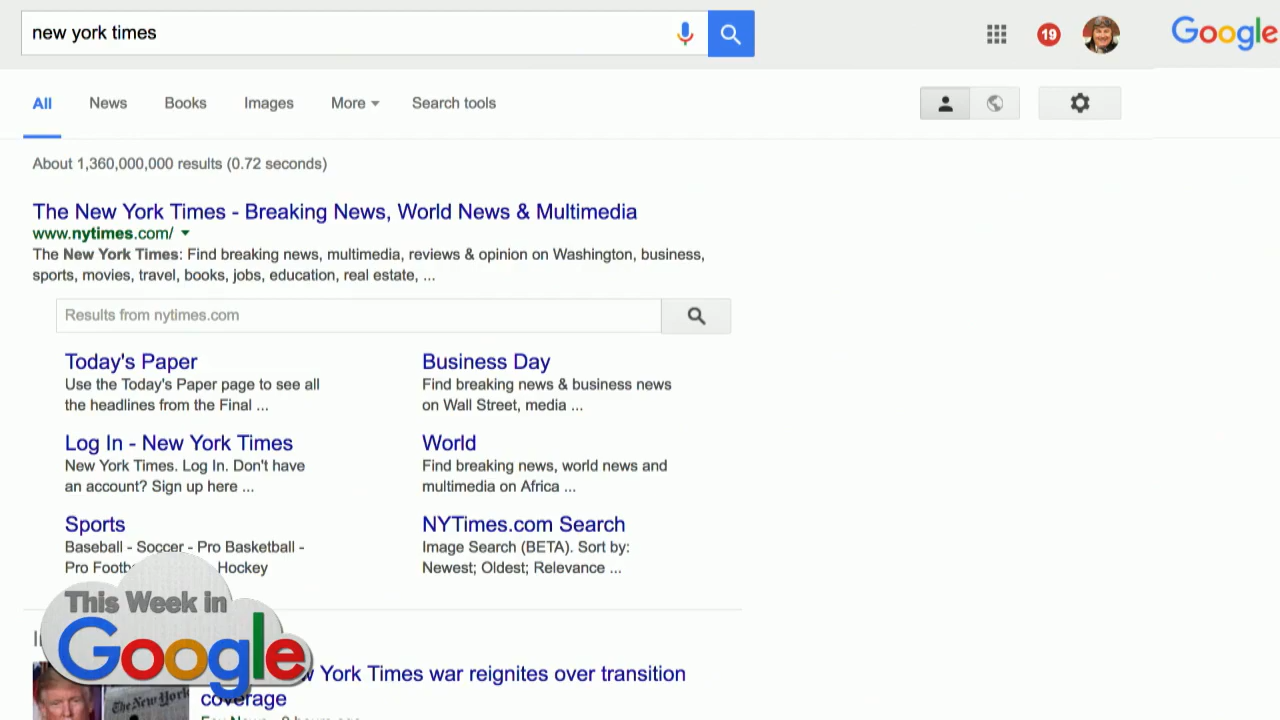 new york times
19
Google
All News Books Images More Search tools
About 1,360,000,000 results (0.72 seconds)
The New York Times - Breaking News, World News & Multimedia
www.nytimes.com/
The New York Times: Find breaking news, multimedia, reviews & opinion on Washington, business,
sports, movies, travel, books, jobs, education, real estate, ...
Results from nytimes.com
Today's Paper
Use the Today's Paper page to see all
the headlines from the Final ...
Business Day
Find breaking news & business news
on Wall Street, media ...
Log In - New York Times
New York Times. Log In. Don't have
an account? Sign up here ...
World
Find breaking news, world news and
multimedia on Africa ...
Sports
Baseball - Soccer - Pro Basketball -
Pro Hockey
NYTimes.com Search
Image Search (BETA). Sort by:
Newest; Oldest; Relevance ...
This Week in
Google
York Times war reignites over transition
coverage
The New York